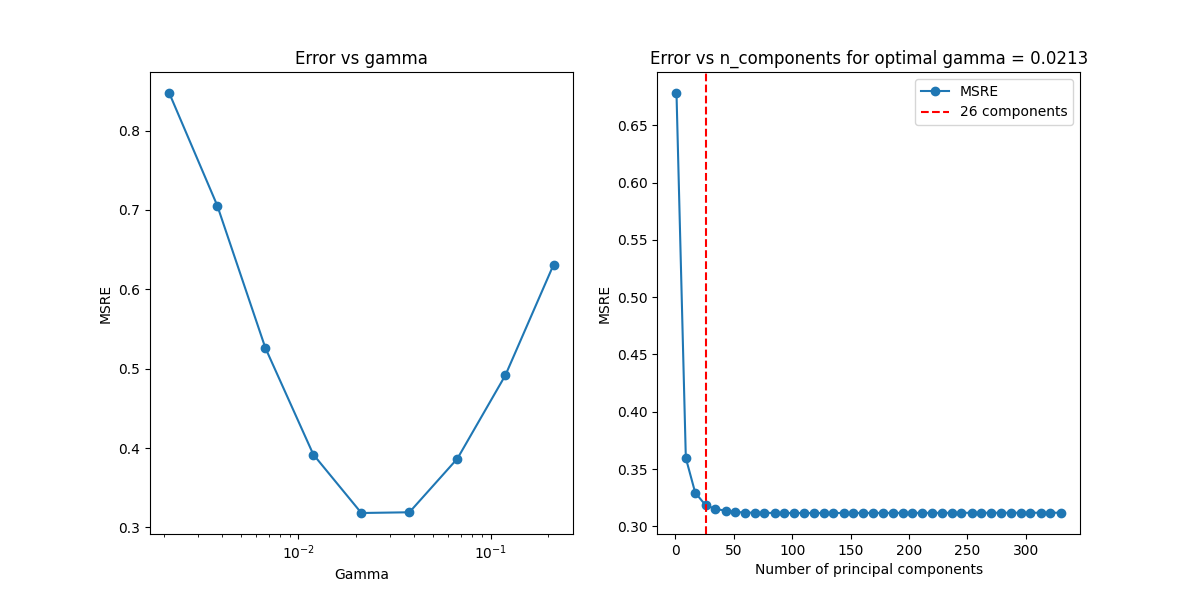 Error vs gamma
MSRE
0.8
0.7
0.6
0.5
0.4
0.3
10⁻²
10⁻¹
Gamma
Error vs n_components for optimal gamma = 0.0213
MSRE
26 components
MSRE
0.65
0.60
0.55
0.50
0.45
0.40
0.35
0.30
0
50
100
150
200
250
300
Number of principal components